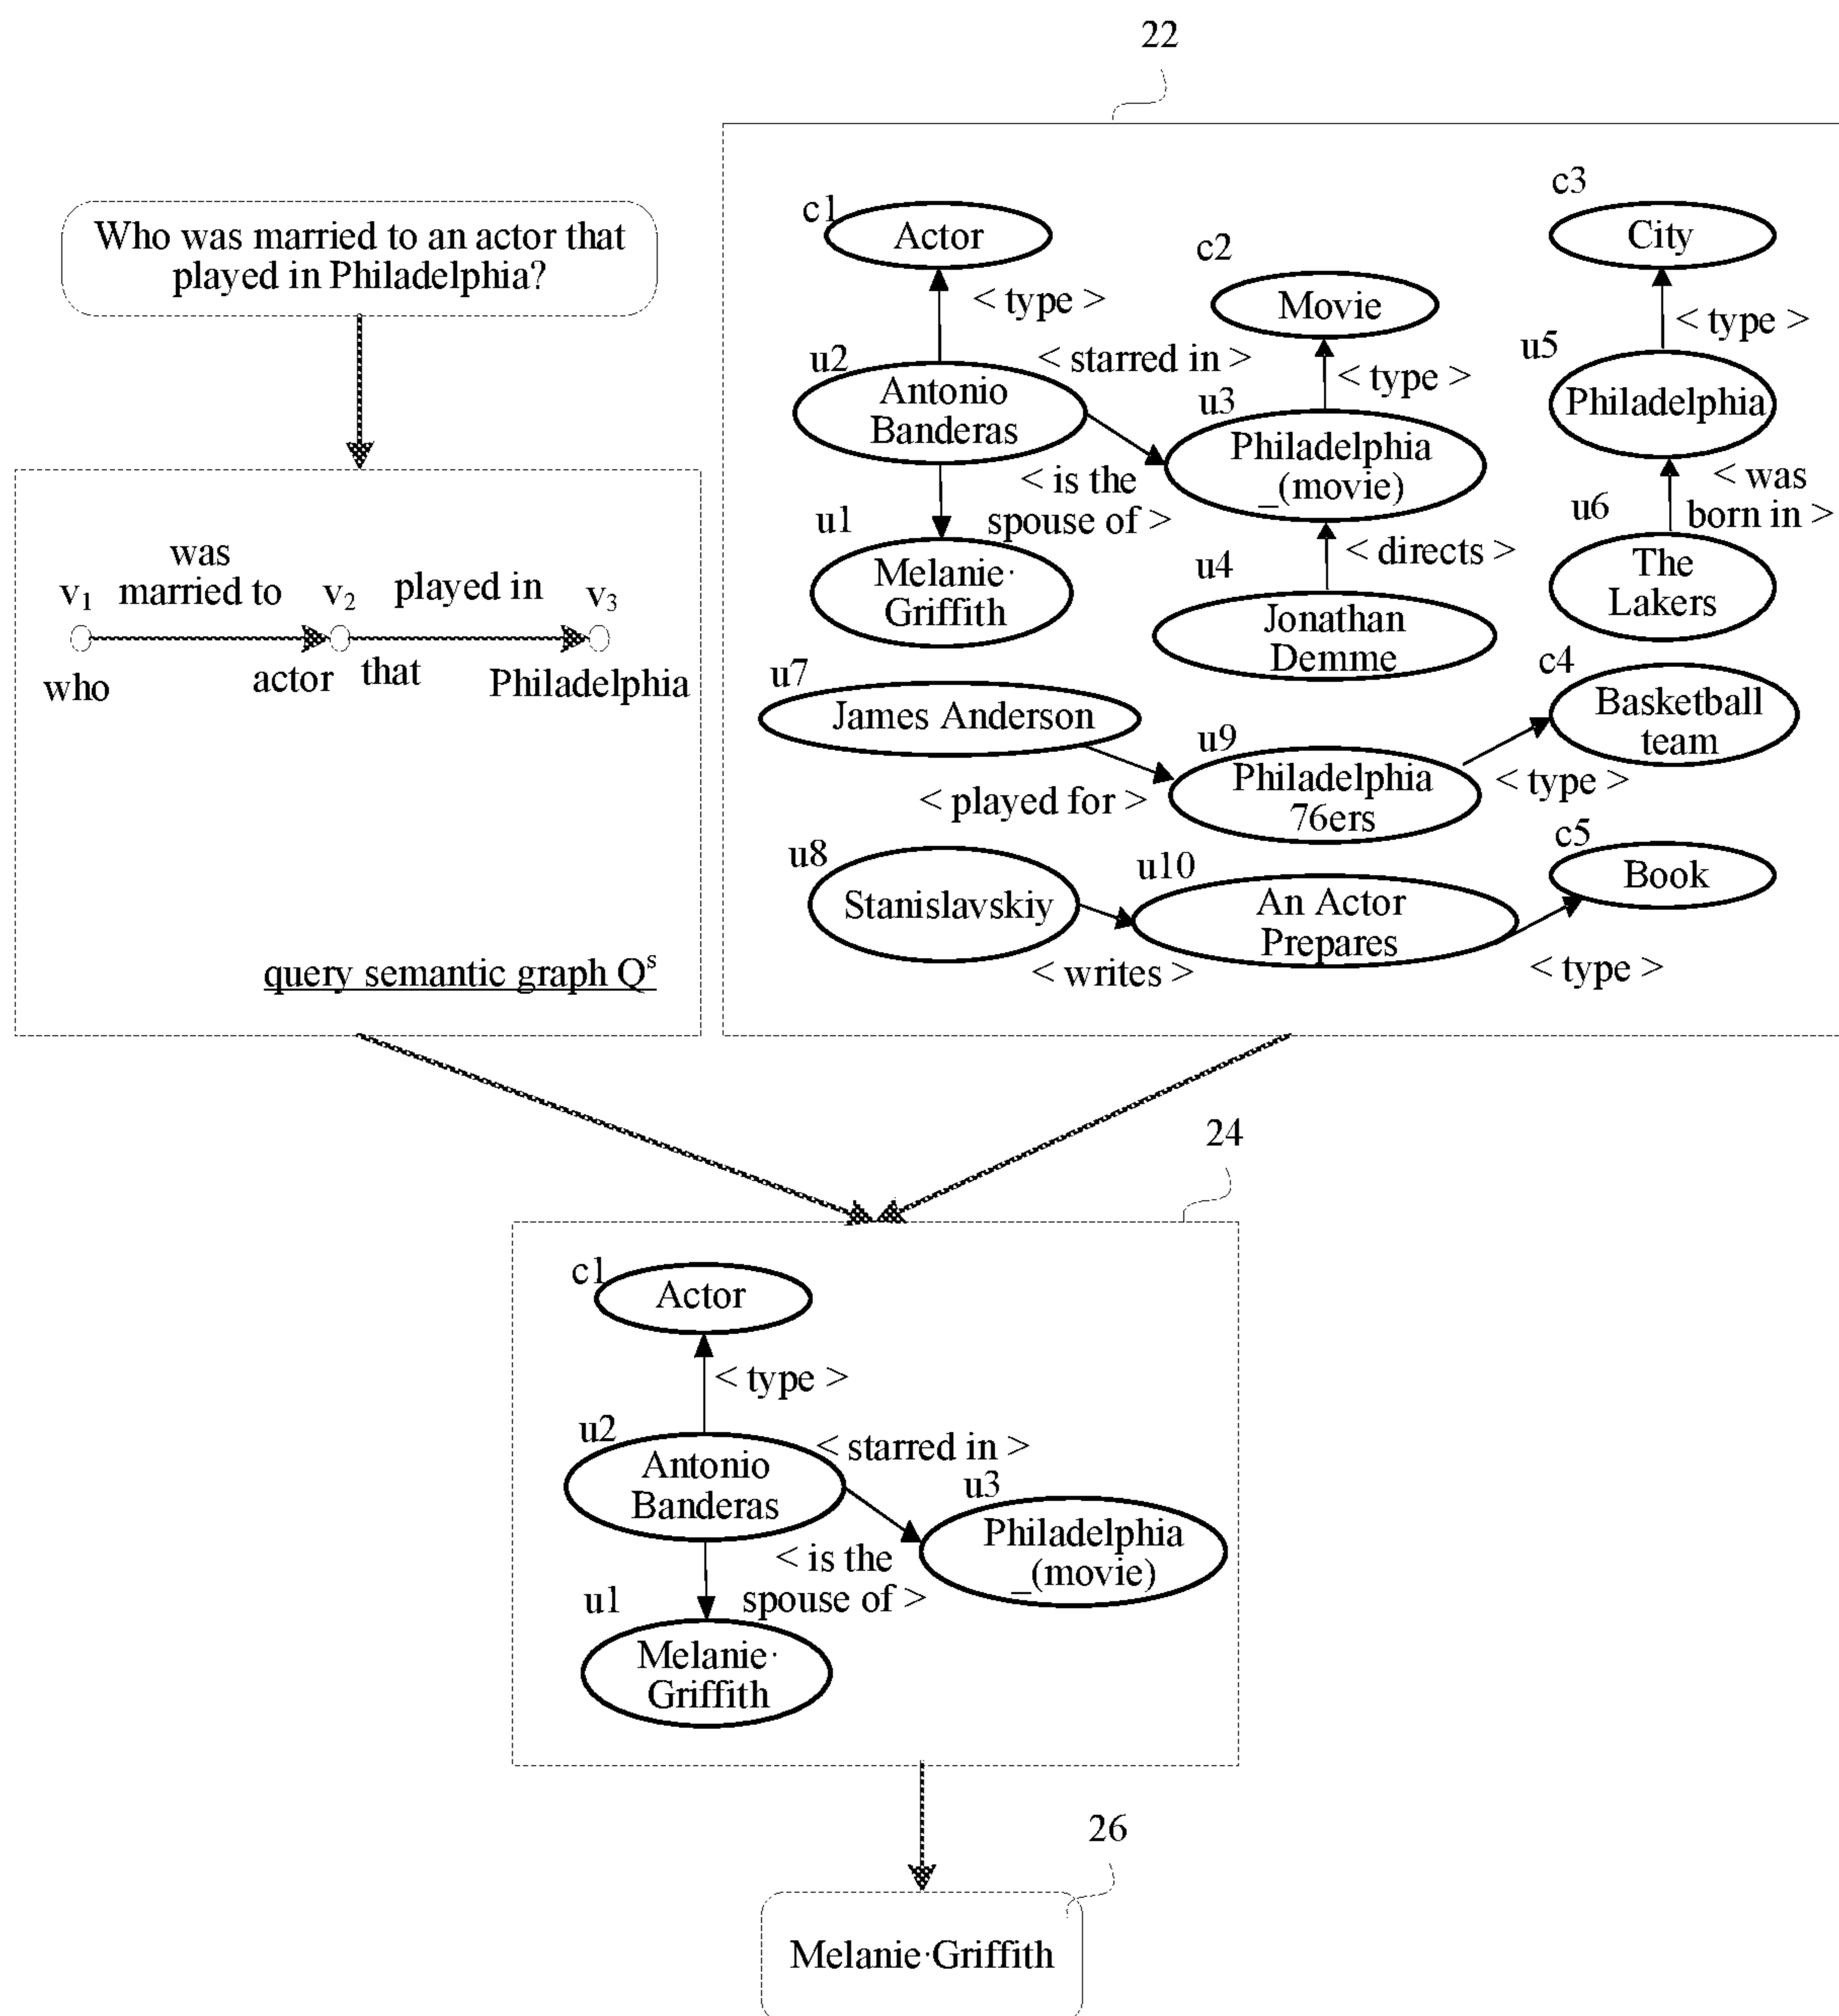 22
Who was married to an actor that
played in Philadelphia?
was
married to
played in
v1
v2
v3
who
actor
that
Philadelphia
query semantic graph Qs
c1
Actor
< type >
u2
Antonio
Banderas
< starred in >
< is the
spouse of >
u1
Melanie·
Griffith
c2
Movie
< type >
u3
Philadelphia
_(movie)
< directs >
u4
Jonathan
Demme
c3
City
< type >
u5
Philadelphia
< was
born in >
u6
The
Lakers
u7
James Anderson
< played for >
u9
Philadelphia
76ers
< type >
c4
Basketball
team
u8
Stanislavskiy
< writes >
u10
An Actor
Prepares
< type >
c5
Book
24
c1
Actor
< type >
u2
Antonio
Banderas
< starred in >
u3
Philadelphia
_(movie)
< is the
spouse of >
u1
Melanie·
Griffith
26
Melanie·Griffith